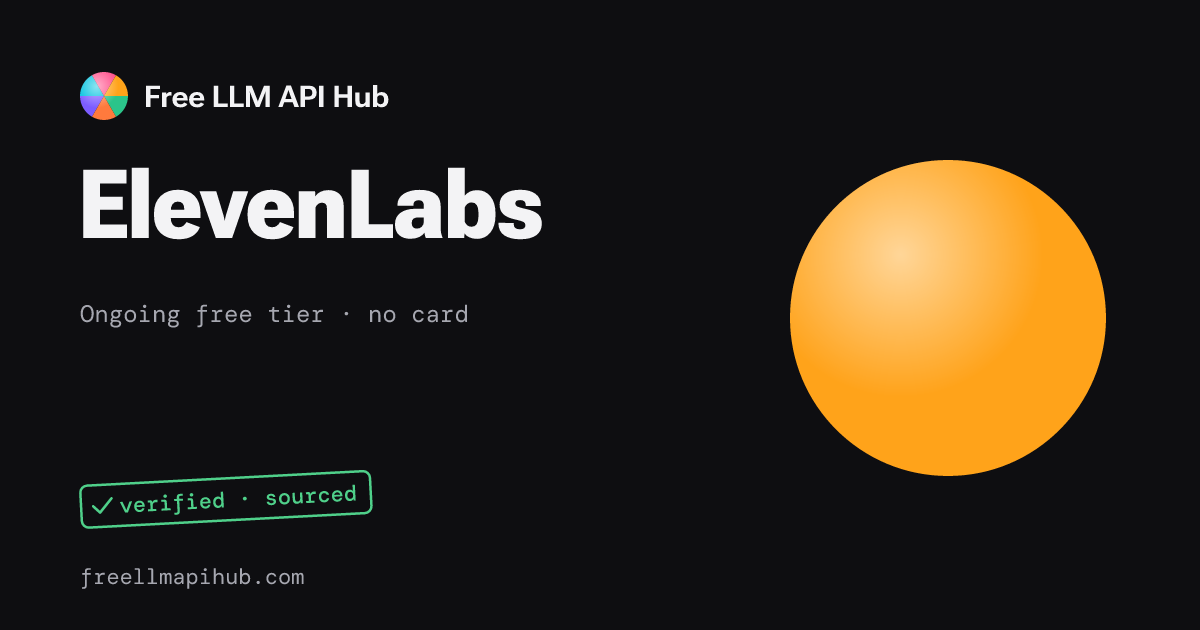 Free LLM API Hub
ElevenLabs
Ongoing free tier · no card
verified · sourced
freellmapihub.com